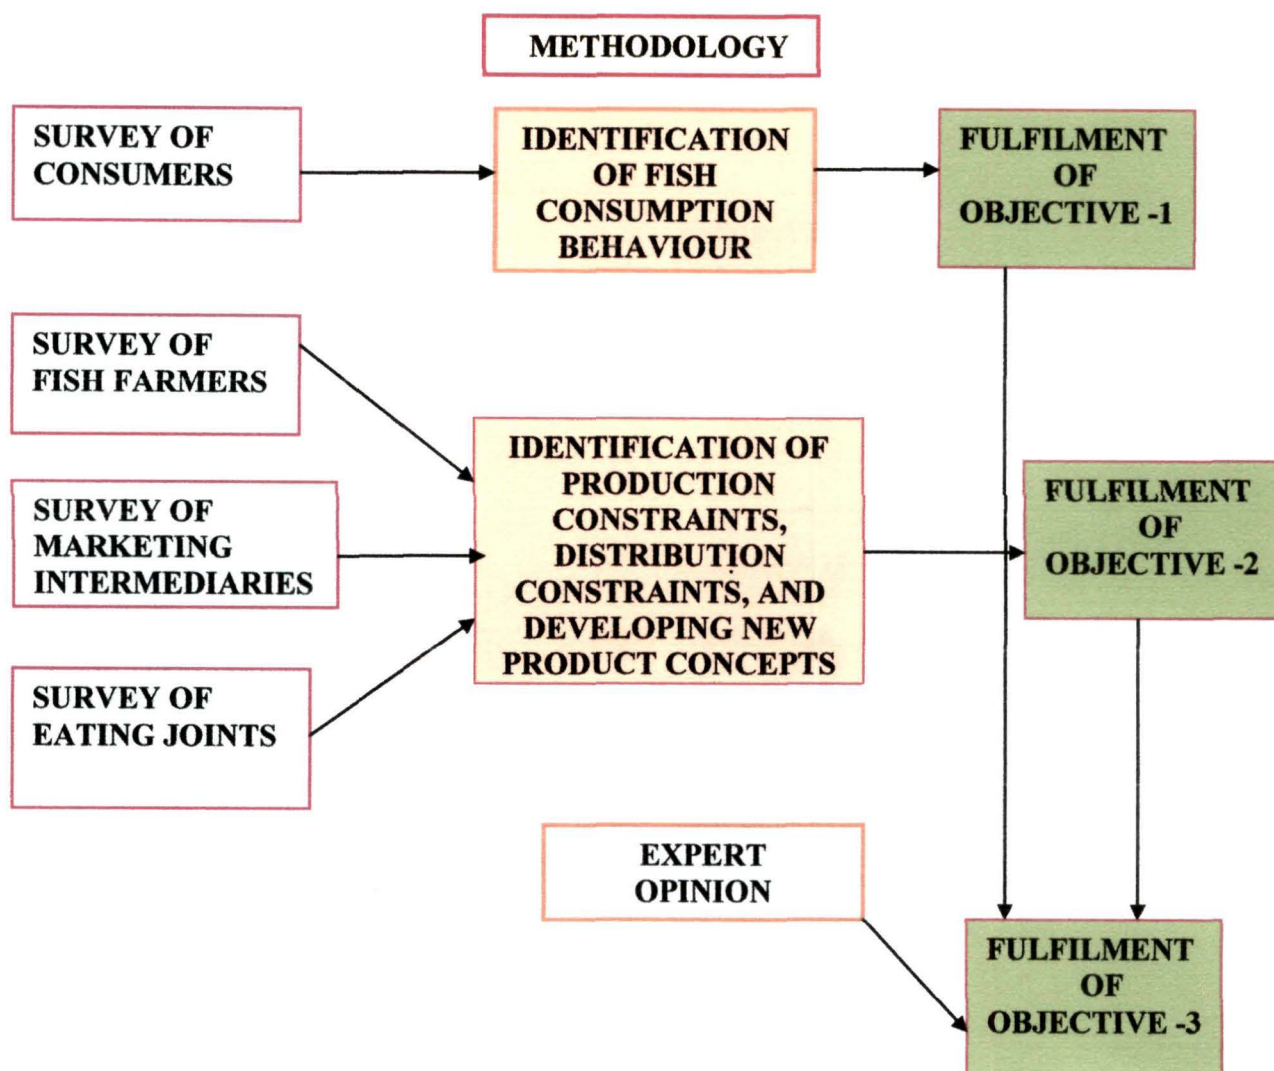 METHODOLOGY
SURVEY OF
CONSUMERS
IDENTIFICATION
OF FISH
CONSUMPTION
BEHAVIOUR
FULFILMENT
OF
OBJECTIVE -1
SURVEY OF
FISH FARMERS
SURVEY OF
MARKETING
INTERMEDIARIES
SURVEY OF
EATING JOINTS
IDENTIFICATION OF
PRODUCTION
CONSTRAINTS,
DISTRIBUTION
CONSTRAINTS, AND
DEVELOPING NEW
PRODUCT CONCEPTS
FULFILMENT
OF
OBJECTIVE -2
EXPERT
OPINION
FULFILMENT
OF
OBJECTIVE -3